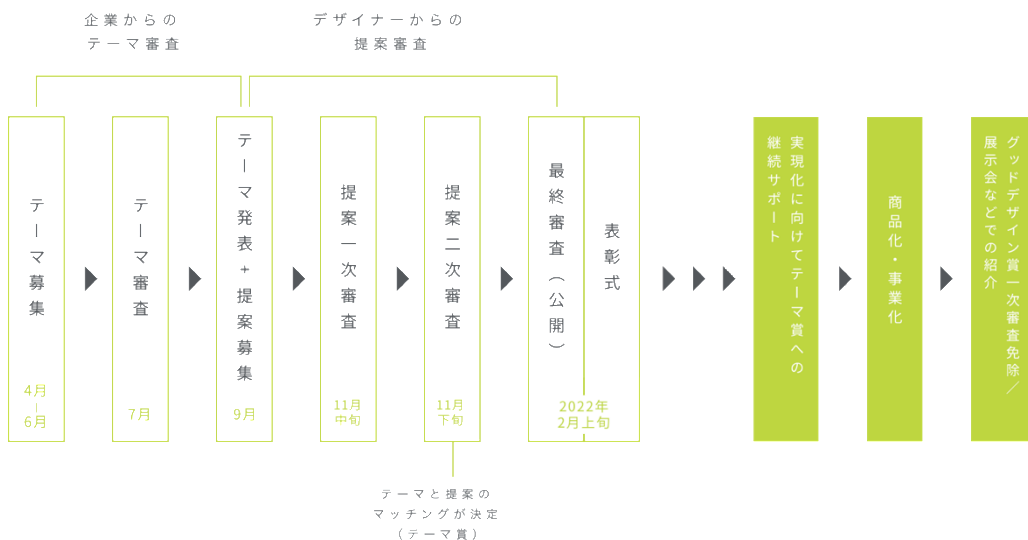 企業からの
テーマ審査
デザイナーからの
提案審査
テーマ募集
4月
|
6月
テーマ審査
7月
テーマ発表+提案募集
9月
提案一次審査
11月
中旬
提案二次審査
11月
下旬
最終審査(公開)
表彰式
2022年
2月上旬
実現化に向けてテーマ賞への
継続サポート
商品化・事業化
グッドデザイン賞一次審査免除/
展示会などでの紹介
テーマと提案の
マッチングが決定
(テーマ賞)